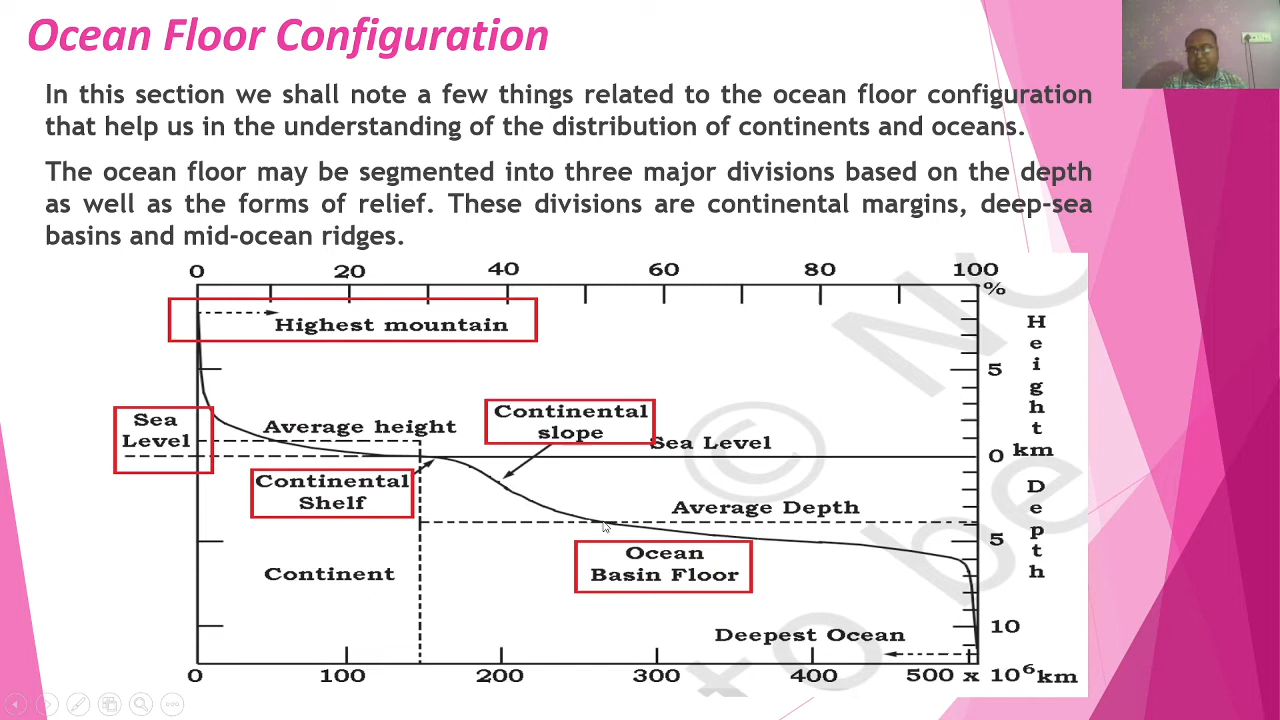 Ocean Floor Configuration
In this section we shall note a few things related to the ocean floor configuration
that help us in the understanding of the distribution of continents and oceans.
The ocean floor may be segmented into three major divisions based on the depth
as well as the forms of relief. These divisions are continental margins, deep-sea
basins and mid-ocean ridges.
0 20 40 60 80 100
%
Highest mountain
Height
5
Sea
Level
Average height
Continental
slope
Sea Level
0 km
Continental
Shelf
Depth
Average Depth
5
Ocean
Basin Floor
Continent
10
Deepest Ocean
0 100 200 300 400 500 x 10⁶km
© NC
to be